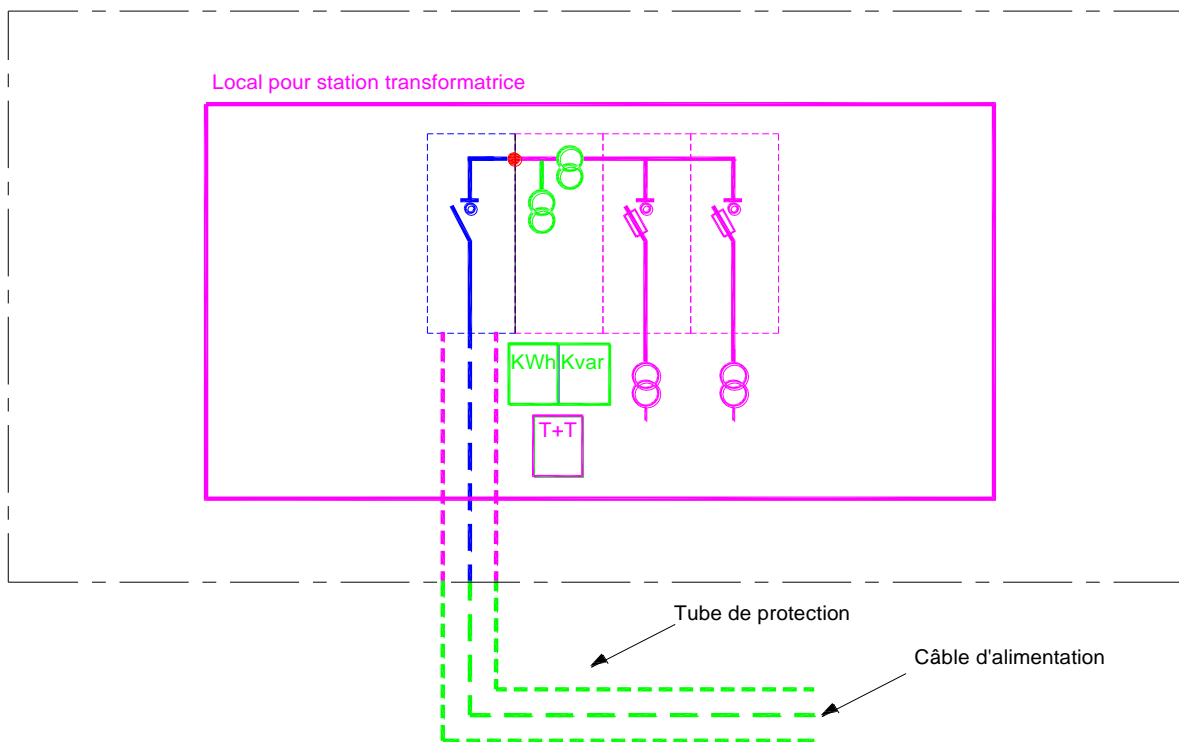 Local pour station transformatrice
KWh Kvar
T+T
Tube de protection
Câble d'alimentation